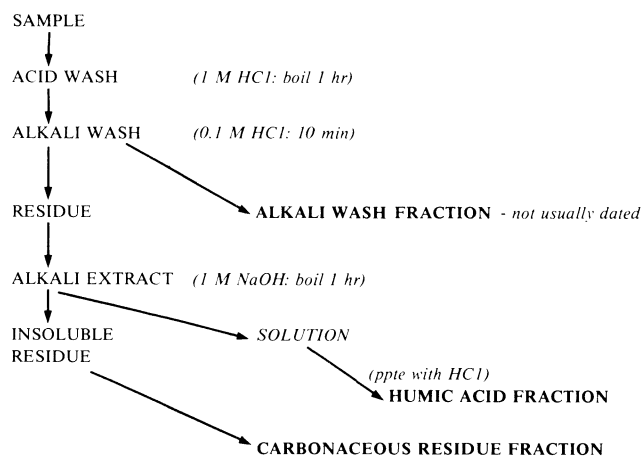 SAMPLE
ACID WASH (1 M HCl: boil 1 hr)
ALKALI WASH (0.1 M HCl: 10 min)
ALKALI WASH FRACTION - not usually dated
RESIDUE
ALKALI EXTRACT (1 M NaOH: boil 1 hr)
INSOLUBLE
RESIDUE
SOLUTION
(ppte with HCl)
HUMIC ACID FRACTION
CARBONACEOUS RESIDUE FRACTION